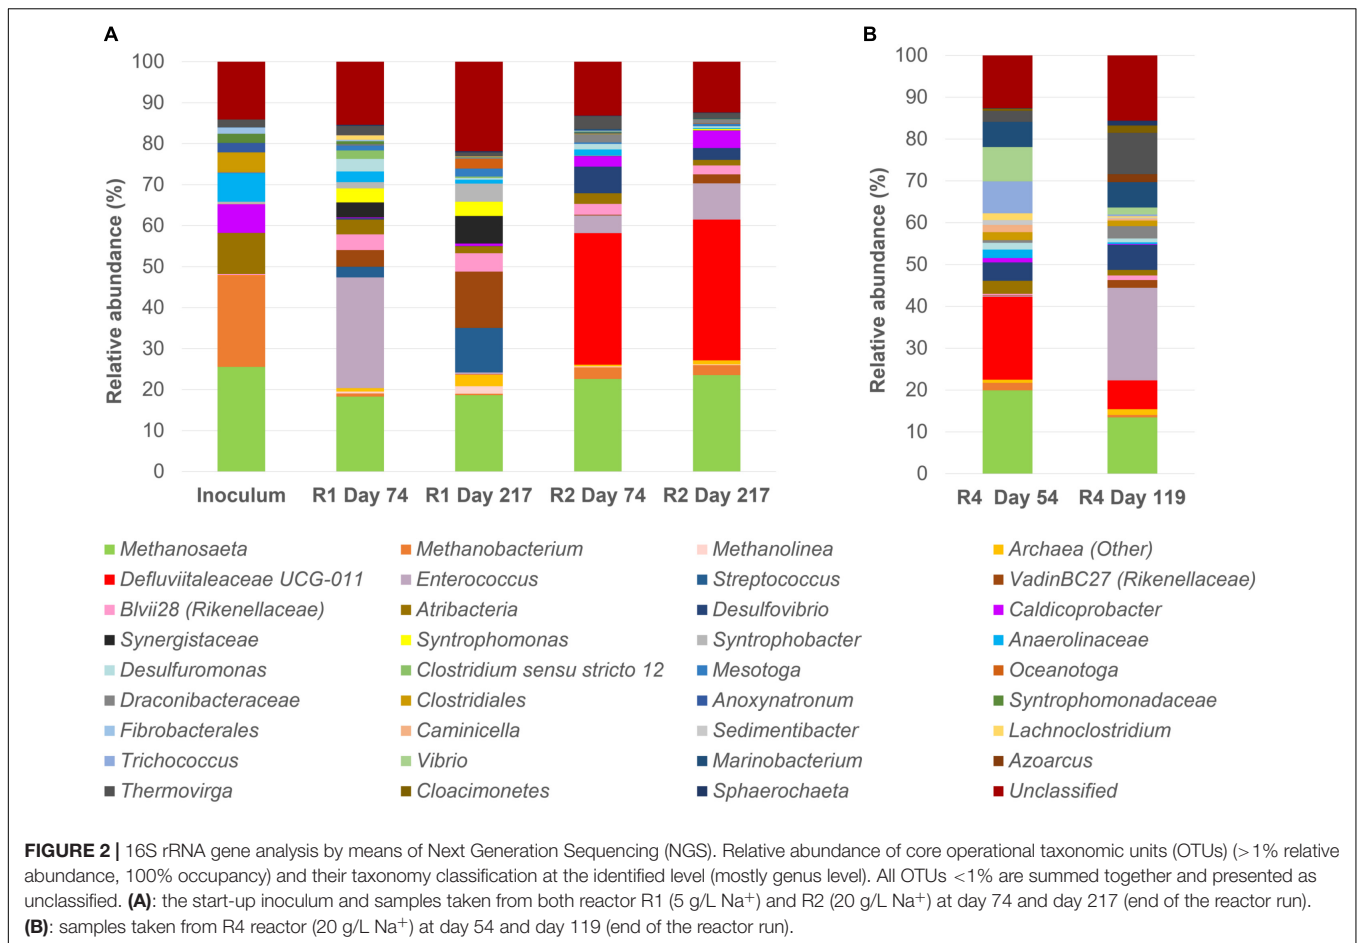 A
B
Relative abundance (%)
100
90
80
70
60
50
40
30
20
10
0
Inoculum R1 Day 74 R1 Day 217 R2 Day 74 R2 Day 217
Relative abundance (%)
100
90
80
70
60
50
40
30
20
10
0
R4 Day 54 R4 Day 119
Methanosaeta Methanobacterium Methanolinea Archaea (Other)
Defluviitaleaceae UCG-011 Enterococcus Streptococcus VadinBC27 (Rikenellaceae)
Blvii28 (Rikenellaceae) Atribacteria Desulfovibrio Caldicoprobacter
Synergistaceae Syntrophomonas Syntrophobacter Anaerolinaceae
Desulfuromonas Clostridium sensu stricto 12 Mesotoga Oceanotoga
Draconibacteraceae Clostridiales Anoxynatronum Syntrophomonadaceae
Fibrobacterales Caminicella Sedimentibacter Lachnoclostridium
Trichococcus Vibrio Marinobacterium Azoarcus
Thermovirga Cloacimonetes Sphaerochaeta Unclassified
FIGURE 2 | 16S rRNA gene analysis by means of Next Generation Sequencing (NGS). Relative abundance of core operational taxonomic units (OTUs) (>1% relative
abundance, 100% occupancy) and their taxonomy classification at the identified level (mostly genus level). All OTUs <1% are summed together and presented as
unclassified. (A): the start-up inoculum and samples taken from both reactor R1 (5 g/L Na+) and R2 (20 g/L Na+) at day 74 and day 217 (end of the reactor run).
(B): samples taken from R4 reactor (20 g/L Na+) at day 54 and day 119 (end of the reactor run).